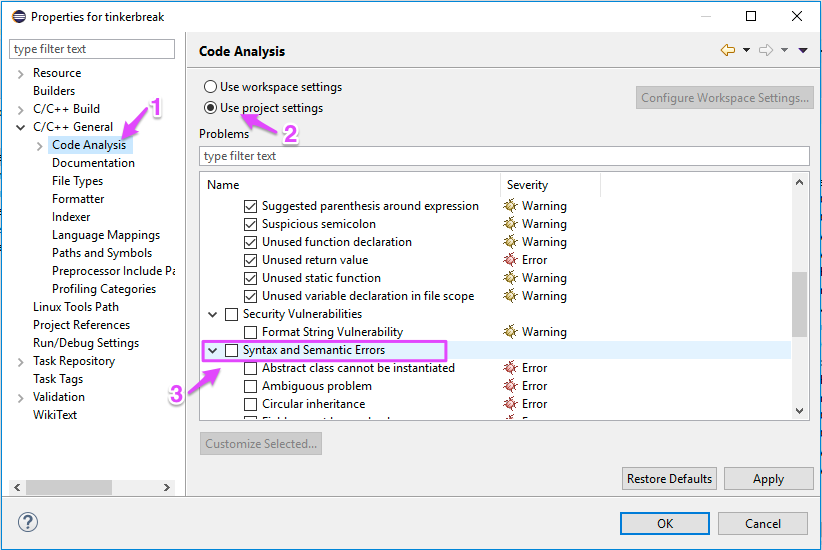 Properties for tinkerbreak
type filter text
Resource
Builders
C/C++ Build
C/C++ General
Code Analysis
Documentation
File Types
Formatter
Indexer
Language Mappings
Paths and Symbols
Preprocessor Include Pa
Profiling Categories
Linux Tools Path
Project References
Run/Debug Settings
Task Repository
Task Tags
Validation
WikiText
1
Code Analysis
Use workspace settings
Use project settings
Configure Workspace Settings...
2
Problems
type filter text
Name Severity
Suggested parenthesis around expression Warning
Suspicious semicolon Warning
Unused function declaration Warning
Unused return value Error
Unused static function Warning
Unused variable declaration in file scope Warning
Security Vulnerabilities
Format String Vulnerability Warning
Syntax and Semantic Errors
3
Abstract class cannot be instantiated Error
Ambiguous problem Error
Circular inheritance Error
Customize Selected...
Restore Defaults Apply
OK Cancel